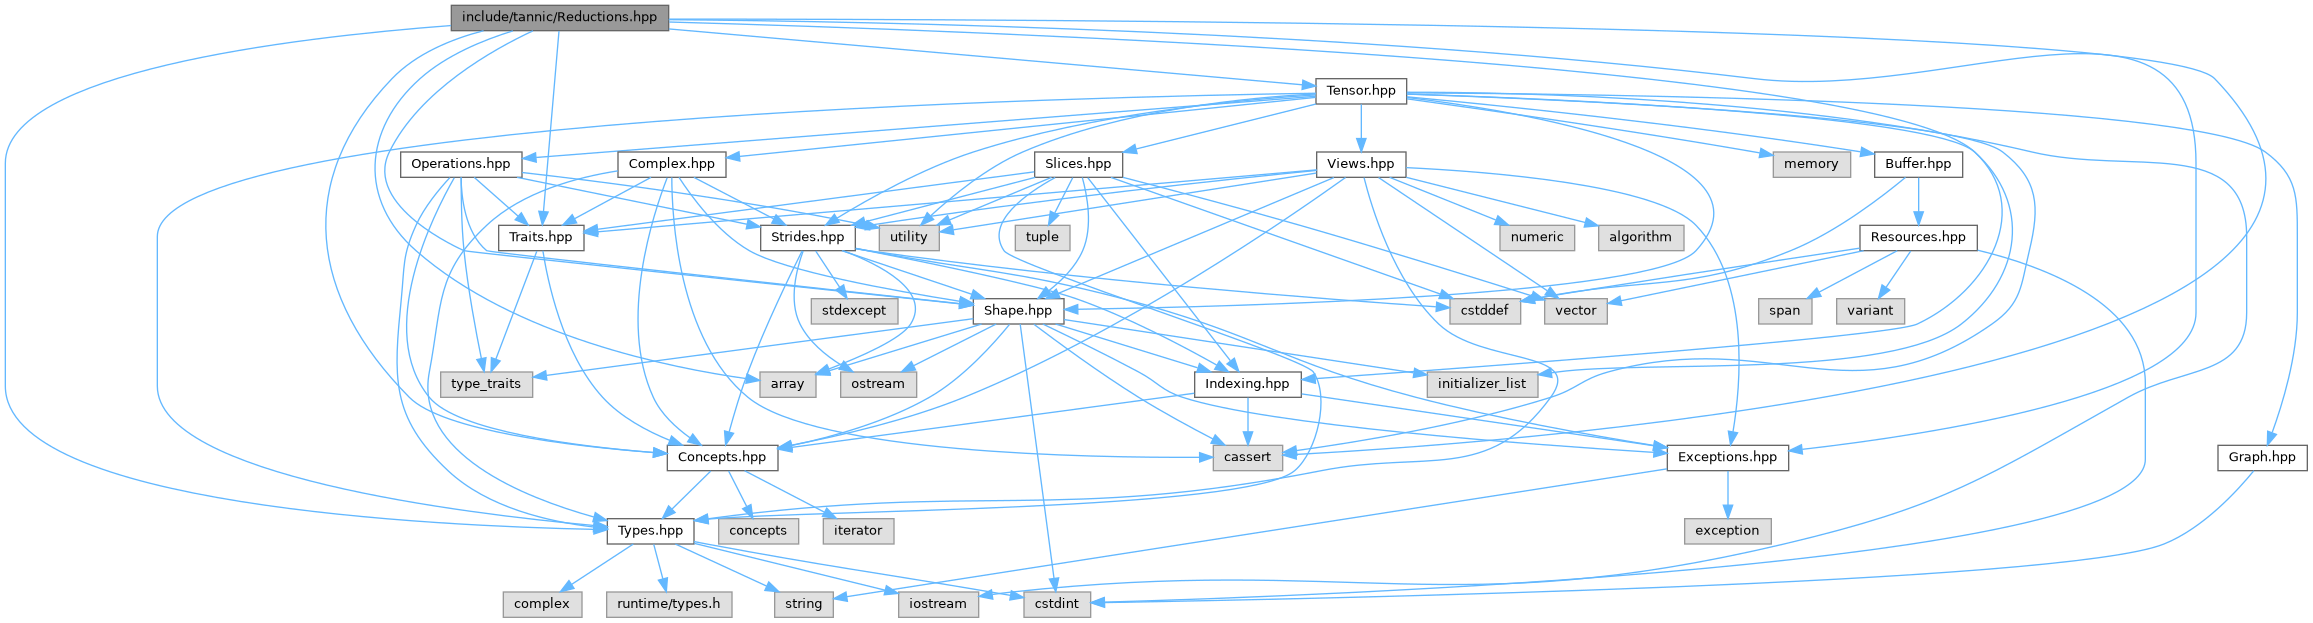 include/tannic/Reductions.hpp
Tensor.hpp
Operations.hpp
Complex.hpp
Slices.hpp
Views.hpp
memory
Buffer.hpp
Traits.hpp
Strides.hpp
utility
tuple
numeric
algorithm
Resources.hpp
stdexcept
Shape.hpp
cstddef
vector
span
variant
type_traits
array
ostream
Indexing.hpp
initializer_list
Concepts.hpp
cassert
Exceptions.hpp
Graph.hpp
Types.hpp
concepts
iterator
exception
complex
runtime/types.h
string
iostream
cstdint